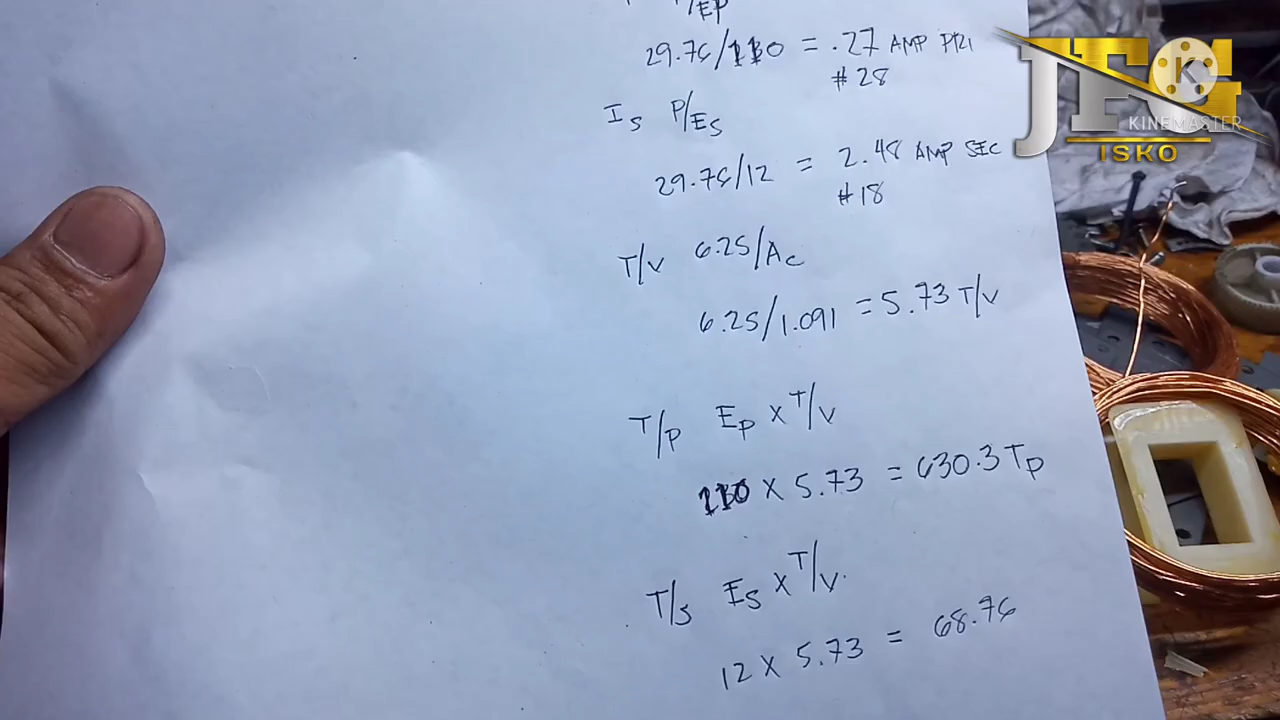 /EP
29.76/110 = .27 AMP PRI
#28
Is P/Es
29.76/12 = 2.48 AMP SEC
#18
T/V 6.25/Ac
6.25/1.091 = 5.73 T/V
T/P EP X T/V
110 X 5.73 = 630.3 TP
T/S Es X T/V.
12 X 5.73 = 68.76
JFG
K
KINEMASTER
ISKO